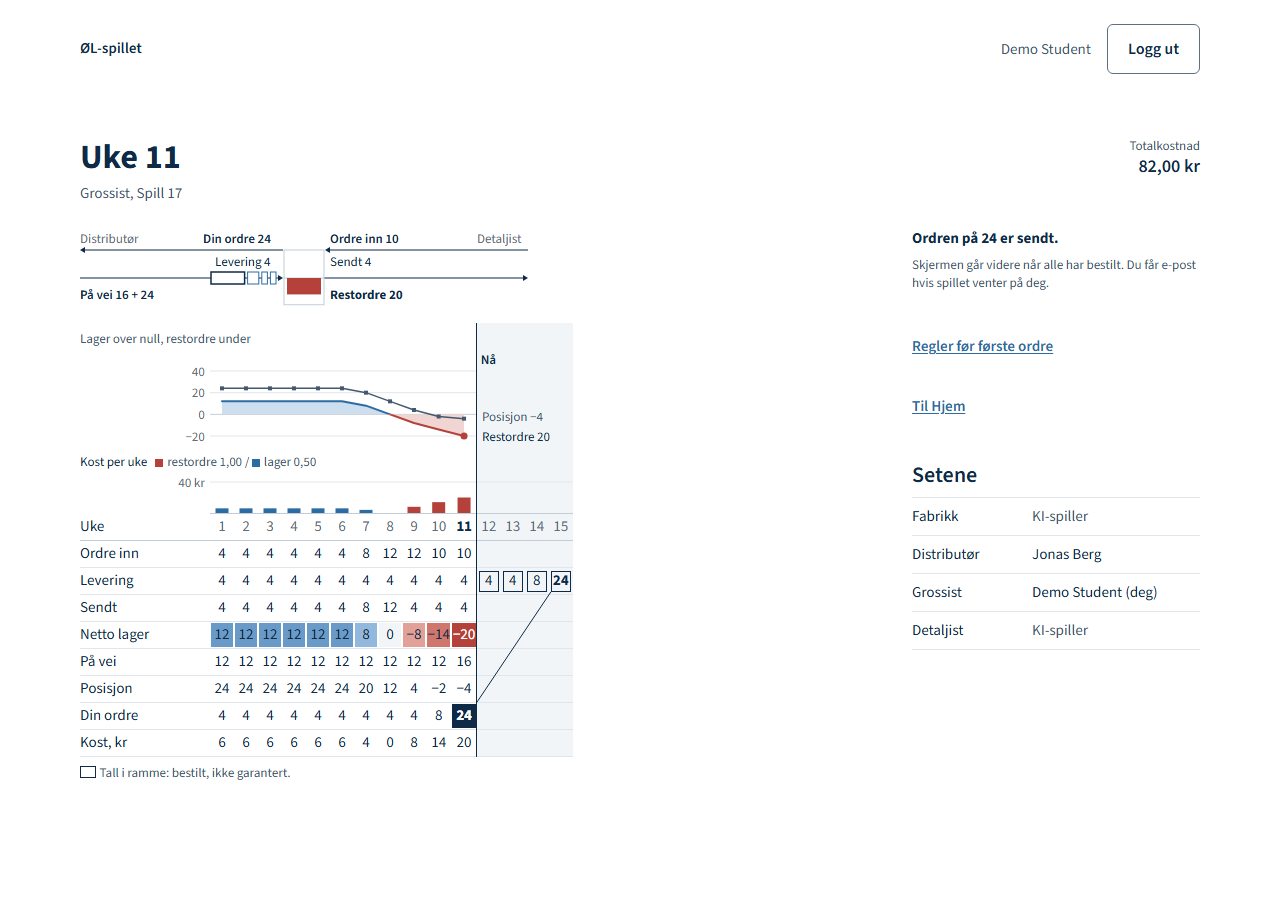 ØL-spillet
Demo Student
Logg ut
Uke 11
Grossist, Spill 17
Totalkostnad
82,00 kr
Distributør Din ordre 24 Ordre inn 10 Detaljist
Levering 4 Sendt 4
På vei 16 + 24 Restordre 20
Lager over null, restordre under
Nå
40
20
0
−20
Posisjon −4
Restordre 20
Kost per uke restordre 1,00 / lager 0,50
40 kr
Uke 1 2 3 4 5 6 7 8 9 10 11 12 13 14 15
Ordre inn 4 4 4 4 4 4 8 12 12 10 10
Levering 4 4 4 4 4 4 4 4 4 4 4 4 4 8 24
Sendt 4 4 4 4 4 4 8 12 4 4 4
Netto lager 12 12 12 12 12 12 8 0 −8 −14 −20
På vei 12 12 12 12 12 12 12 12 12 12 16
Posisjon 24 24 24 24 24 24 20 12 4 −2 −4
Din ordre 4 4 4 4 4 4 4 4 4 8 24
Kost, kr 6 6 6 6 6 6 4 0 8 14 20
Tall i ramme: bestilt, ikke garantert.
Ordren på 24 er sendt.
Skjermen går videre når alle har bestilt. Du får e-post
hvis spillet venter på deg.
Regler før første ordre
Til Hjem
Setene
Fabrikk KI-spiller
Distributør Jonas Berg
Grossist Demo Student (deg)
Detaljist KI-spiller